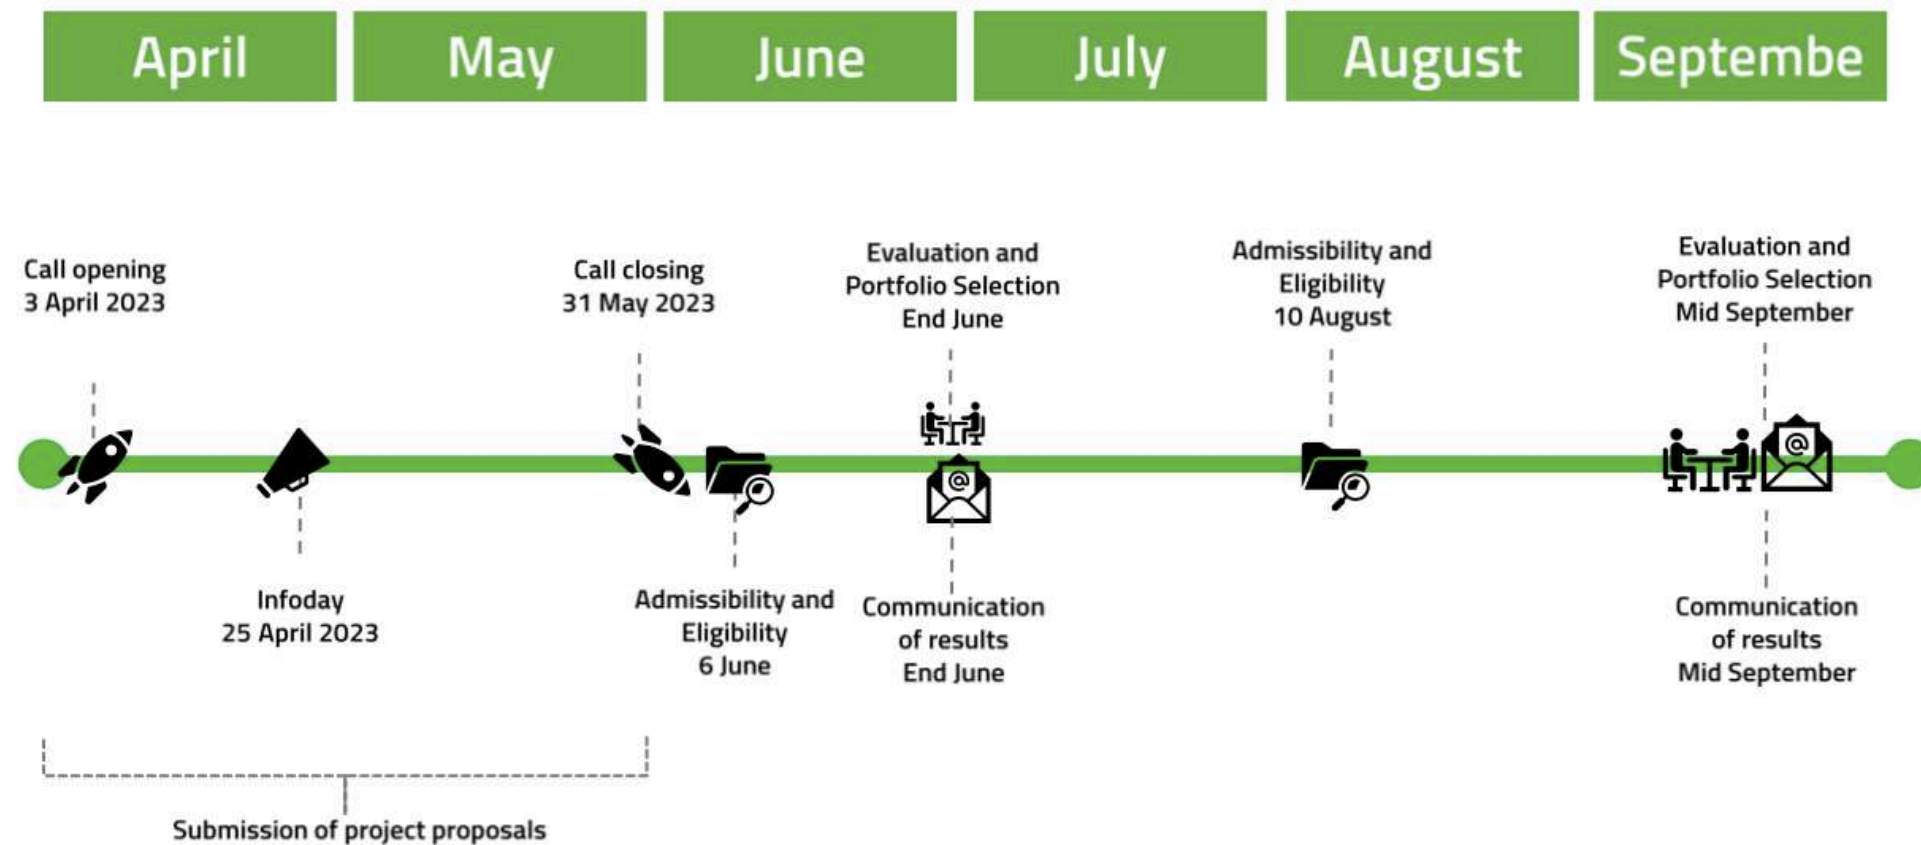 April
May
June
July
August
Septembe
Call opening
3 April 2023
Call closing
31 May 2023
Evaluation and
Portfolio Selection
End June
Admissibility and
Eligibility
10 August
Evaluation and
Portfolio Selection
Mid September
@
@
Infoday
25 April 2023
Admissibility and
Eligibility
6 June
Communication
of results
End June
Communication
of results
Mid September
Submission of project proposals